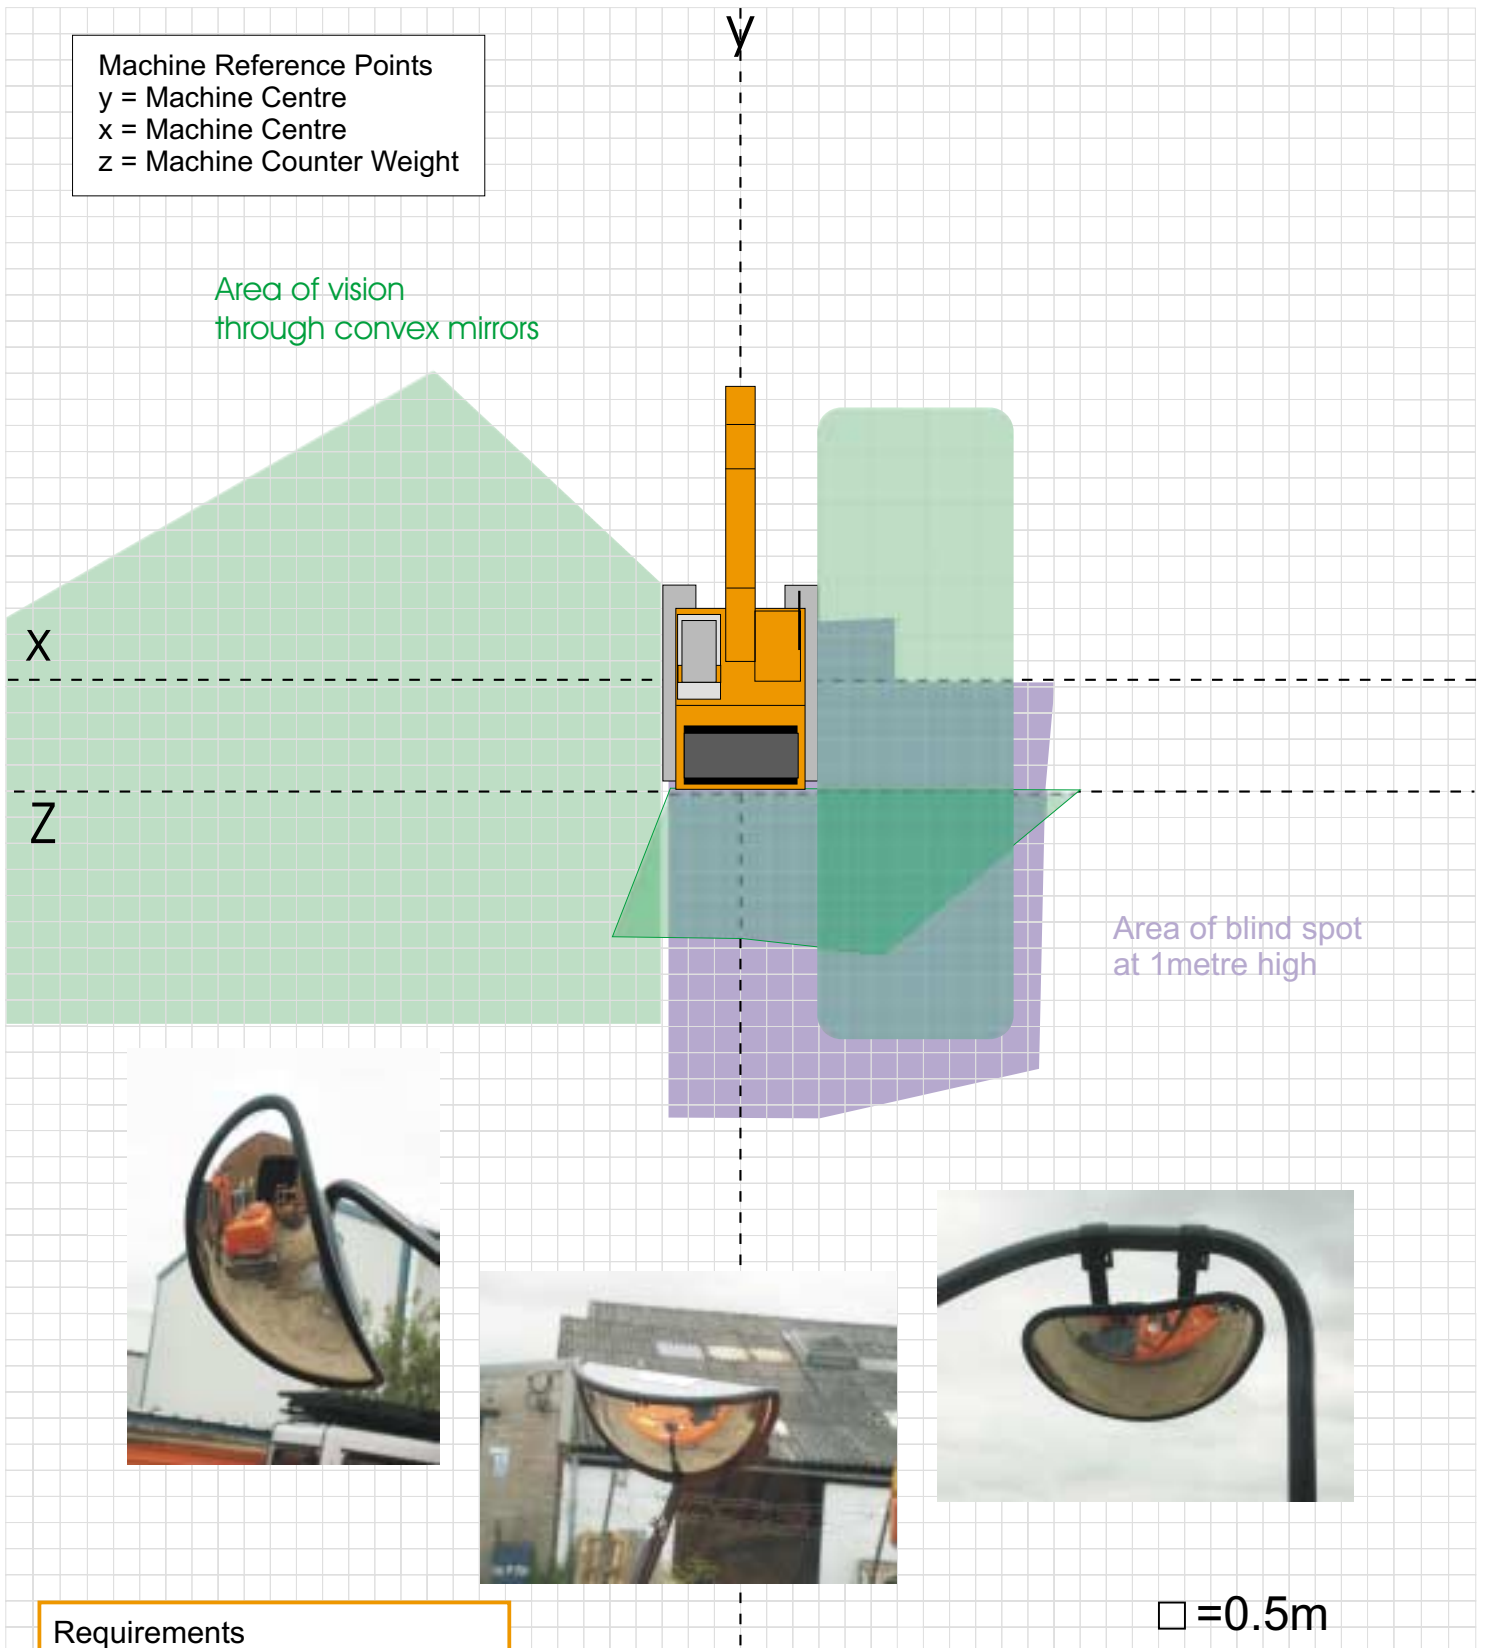 y
Machine Reference Points
y = Machine Centre
x = Machine Centre
z = Machine Counter Weight
Area of vision
through convex mirrors
X
Z
Area of blind spot
at 1metre high
=0.5m
Requirements